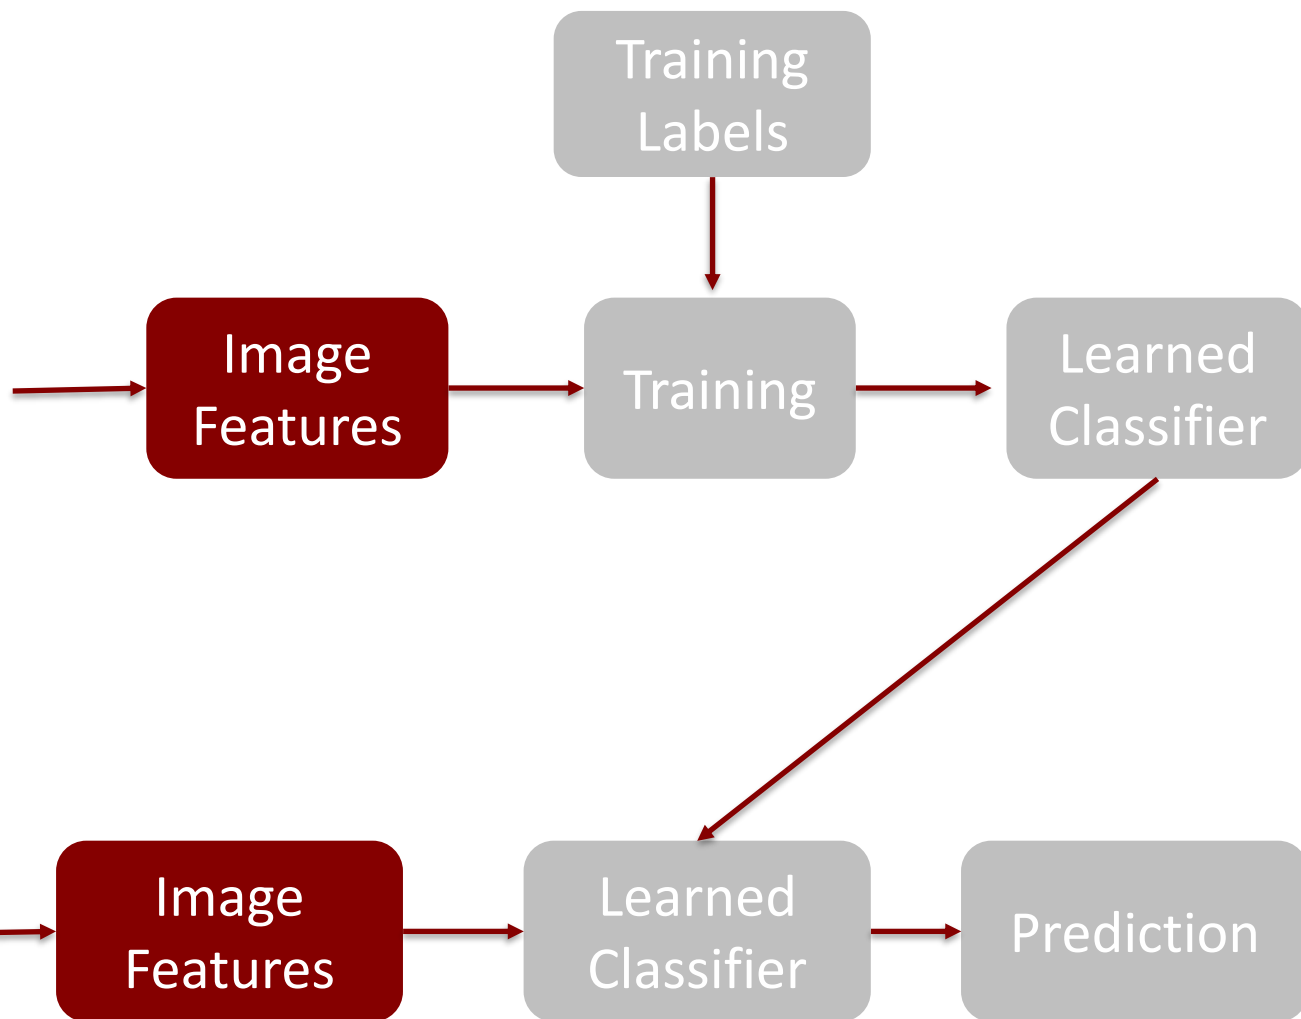 Training
Labels
Image
Features
Training
Learned
Classifier
Image
Features
Learned
Classifier
Prediction